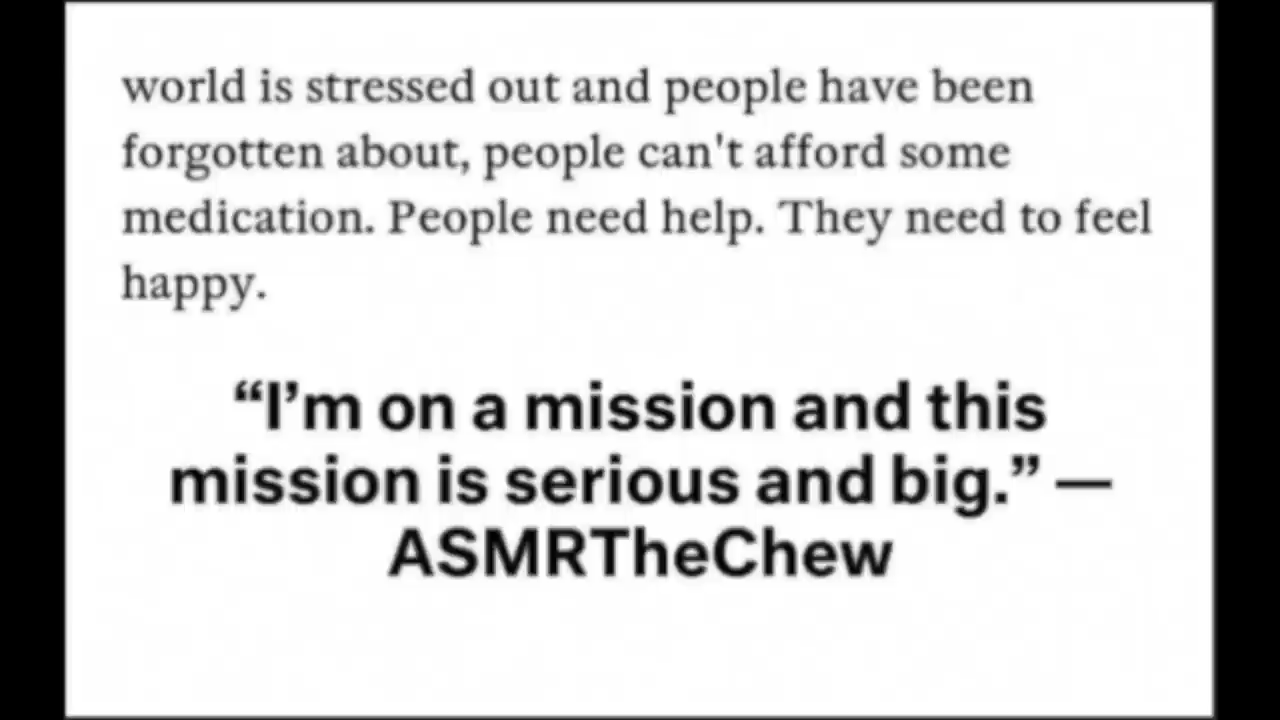 world is stressed out and people have been
forgotten about, people can't afford some
medication. People need help. They need to feel
happy.
“I’m on a mission and this
mission is serious and big.” —
ASMRTheChew